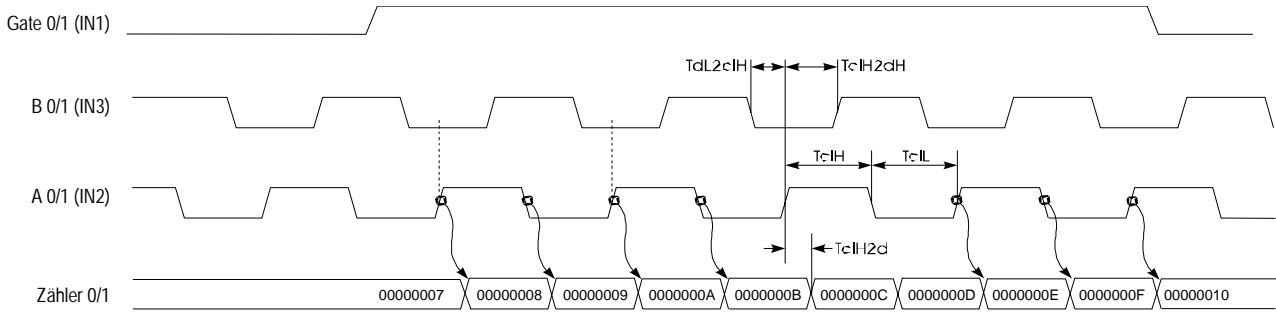 Gate 0/1 (IN1)
TdL2clH
TclH2dH
B 0/1 (IN3)
TclH
TclL
A 0/1 (IN2)
TclH2d
Zähler 0/1
00000007
00000008
00000009
0000000A
0000000B
0000000C
0000000D
0000000E
0000000F
00000010